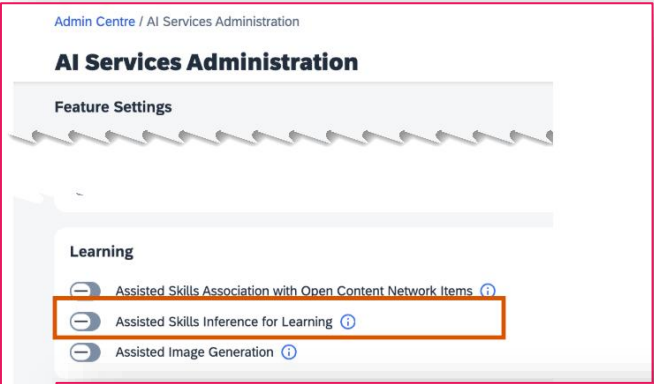 Admin Centre / AI Services Administration
AI Services Administration
Feature Settings
Learning
Assisted Skills Association with Open Content Network Items
Assisted Skills Inference for Learning
Assisted Image Generation